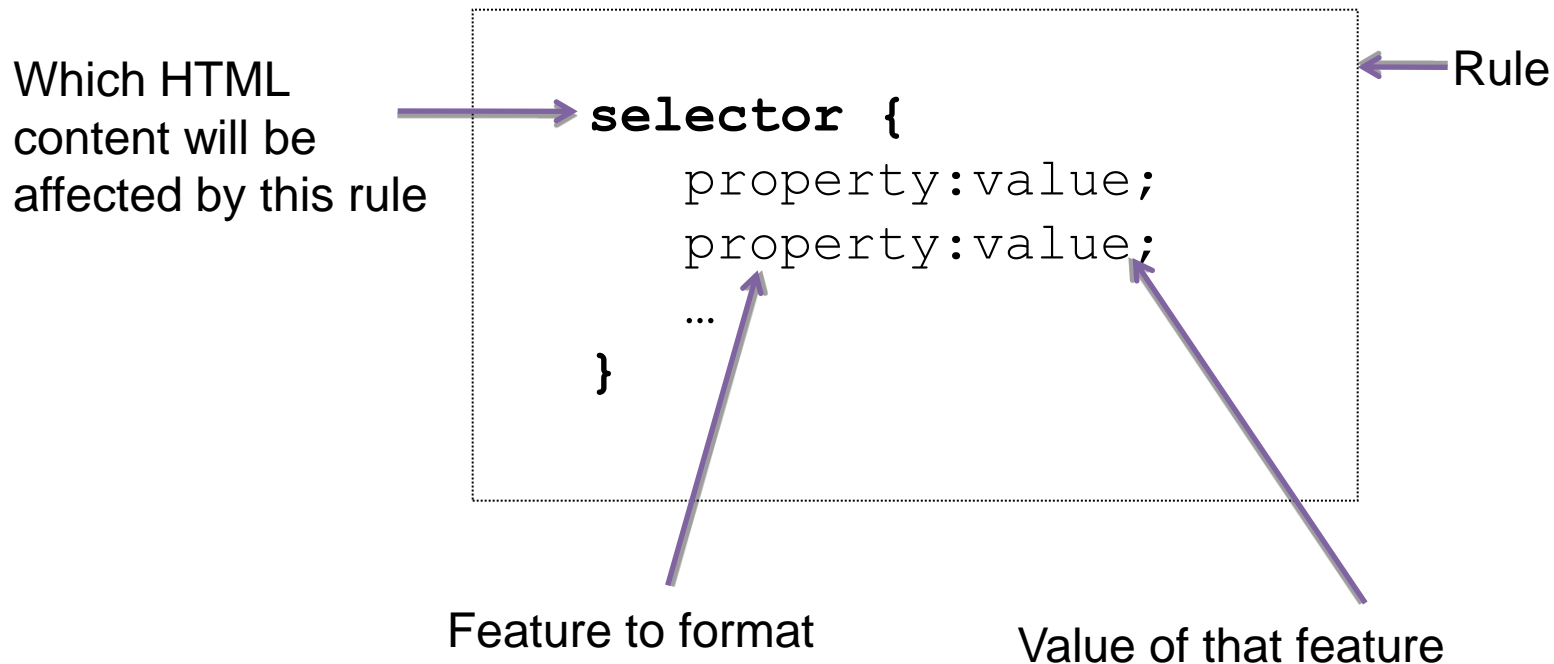 Which HTML
content will be
affected by this rule
Rule
selector {
property:value;
property:value;
…
}
Feature to format
Value of that feature